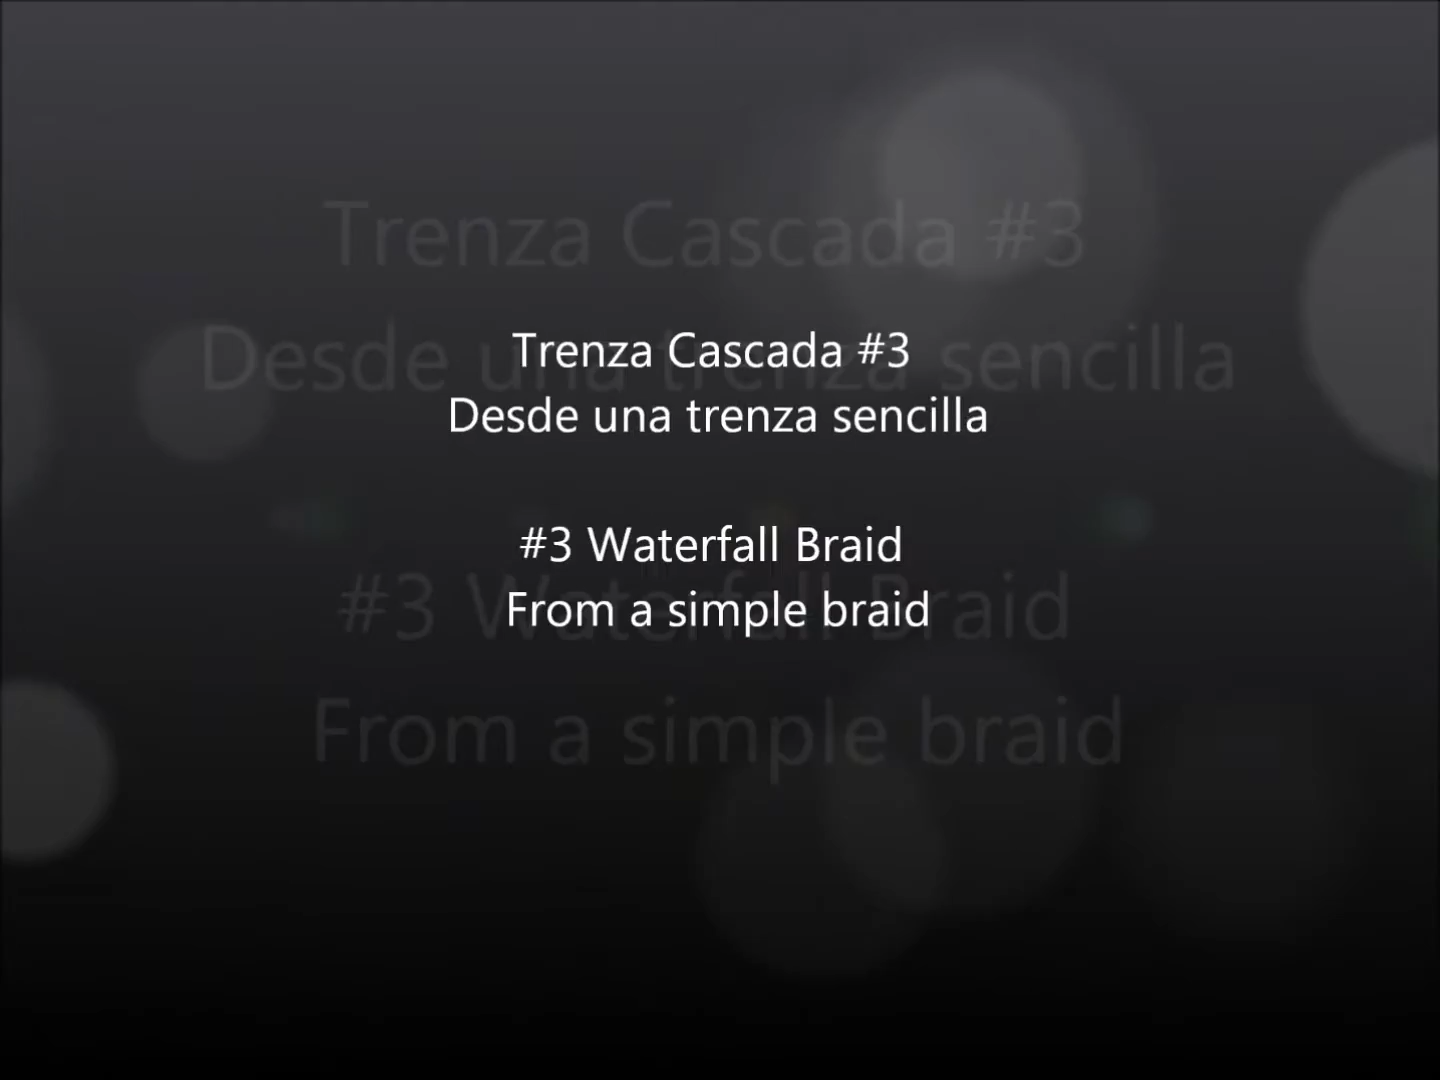 Trenza Cascada #3
Desde una trenza sencilla
#3 Waterfall Braid
From a simple braid